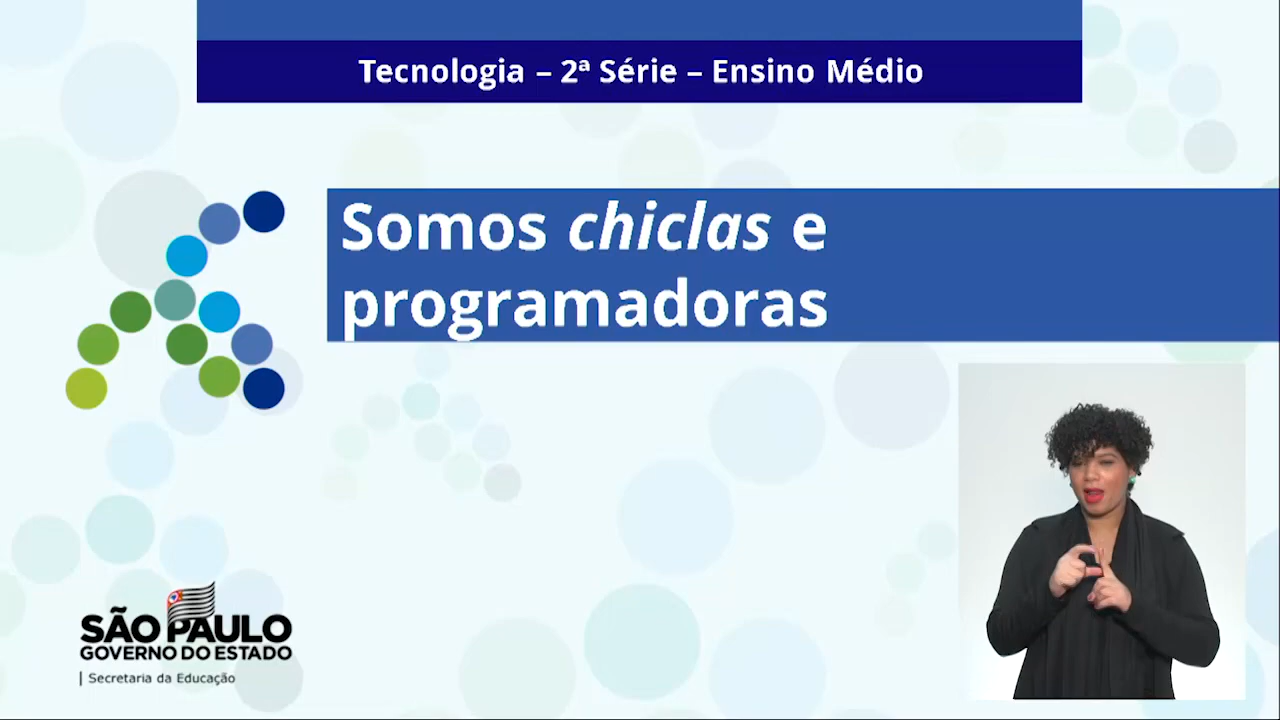 Tecnologia – 2ª Série – Ensino Médio
Somos chiclas e
programadoras
SÃO PAULO
GOVERNO DO ESTADO
Secretaria da Educação